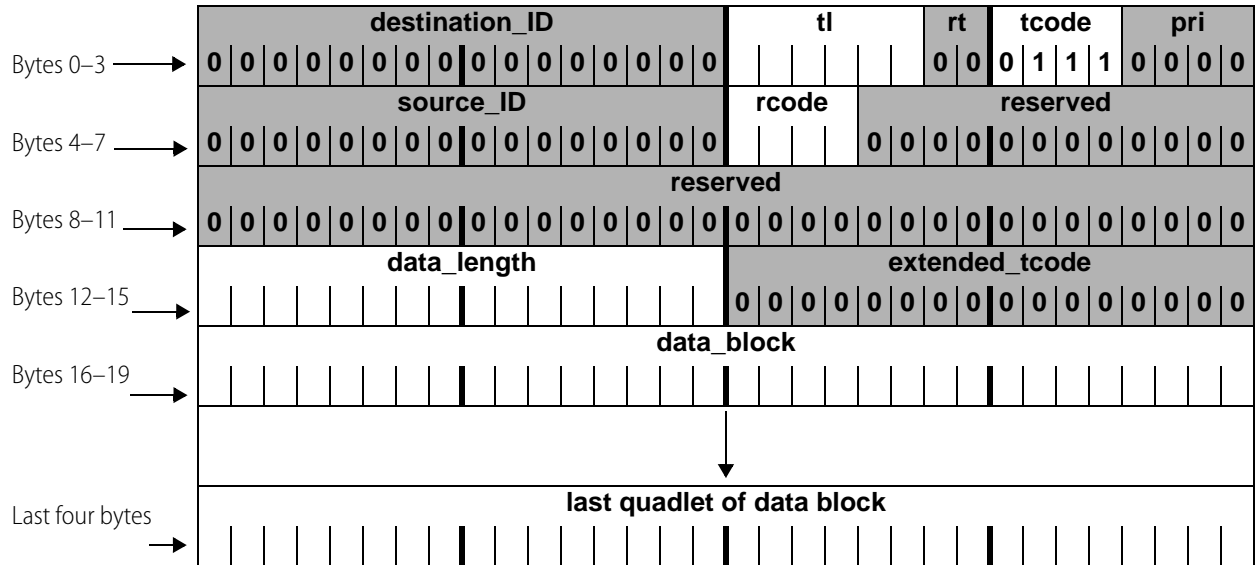 destination_ID tl rt tcode pri
Bytes 0–3 0 0 0 0 0 0 0 0 0 0 0 0 0 0 0 0 0 0 0 1 1 1 0 0 0 0
source_ID rcode reserved
Bytes 4–7 0 0 0 0 0 0 0 0 0 0 0 0 0 0 0 0 0 0 0 0 0 0 0 0 0 0 0 0
reserved
Bytes 8–11 0 0 0 0 0 0 0 0 0 0 0 0 0 0 0 0 0 0 0 0 0 0 0 0 0 0 0 0 0 0 0 0
data_length extended_tcode
Bytes 12–15 0 0 0 0 0 0 0 0 0 0 0 0 0 0 0 0
data_block
Bytes 16–19
last quadlet of data block
Last four bytes